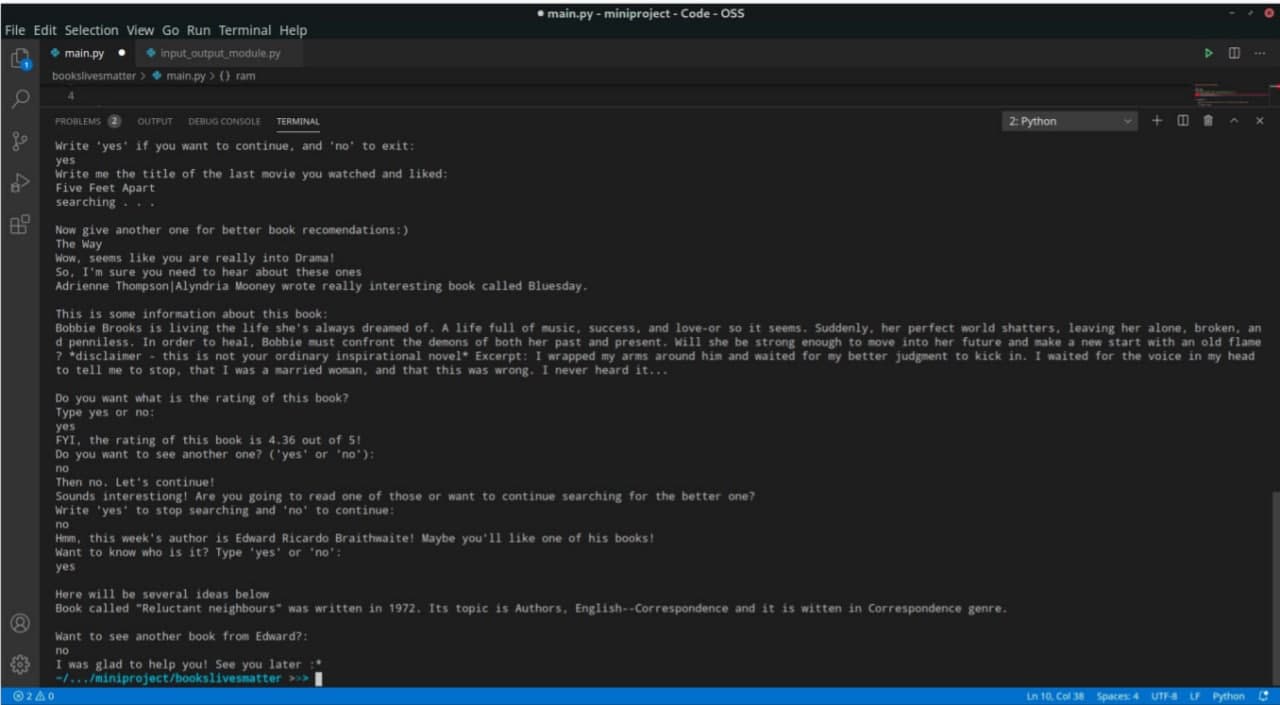 main.py - miniproject - Code - OSS
File Edit Selection View Go Run Terminal Help
main.py input_output_module.py
bookslivesmatter > main.py > {} ram
4
PROBLEMS 2 OUTPUT DEBUG CONSOLE TERMINAL 2: Python
Write 'yes' if you want to continue, and 'no' to exit:
yes
Write me the title of the last movie you watched and liked:
Five Feet Apart
searching . . .
Now give another one for better book recomendations:)
The Way
Wow, seems like you are really into Drama!
So, I'm sure you need to hear about these ones
Adrienne Thompson|Alyndria Mooney wrote really interesting book called Bluesday.
This is some information about this book:
Bobbie Brooks is living the life she's always dreamed of. A life full of music, success, and love-or so it seems. Suddenly, her perfect world shatters, leaving her alone, broken, an
d penniless. In order to heal, Bobbie must confront the demons of both her past and present. Will she be strong enough to move into her future and make a new start with an old flame
? *disclaimer - this is not your ordinary inspirational novel* Excerpt: I wrapped my arms around him and waited for my better judgment to kick in. I waited for the voice in my head
to tell me to stop, that I was a married woman, and that this was wrong. I never heard it...
Do you want what is the rating of this book?
Type yes or no:
yes
FYI, the rating of this book is 4.36 out of 5!
Do you want to see another one? ('yes' or 'no'):
no
Then no. Let's continue!
Sounds interestiong! Are you going to read one of those or want to continue searching for the better one?
Write 'yes' to stop searching and 'no' to continue:
no
Hmm, this week's author is Edward Ricardo Braithwaite! Maybe you'll like one of his books!
Want to know who is it? Type 'yes' or 'no':
yes
Here will be several ideas below
Book called "Reluctant neighbours" was written in 1972. Its topic is Authors, English--Correspondence and it is witten in Correspondence genre.
Want to see another book from Edward?:
no
I was glad to help you! See you later :*
~/.../miniproject/bookslivesmatter >>>
2 0 Ln 10, Col 38 Spaces: 4 UTF-8 LF Python